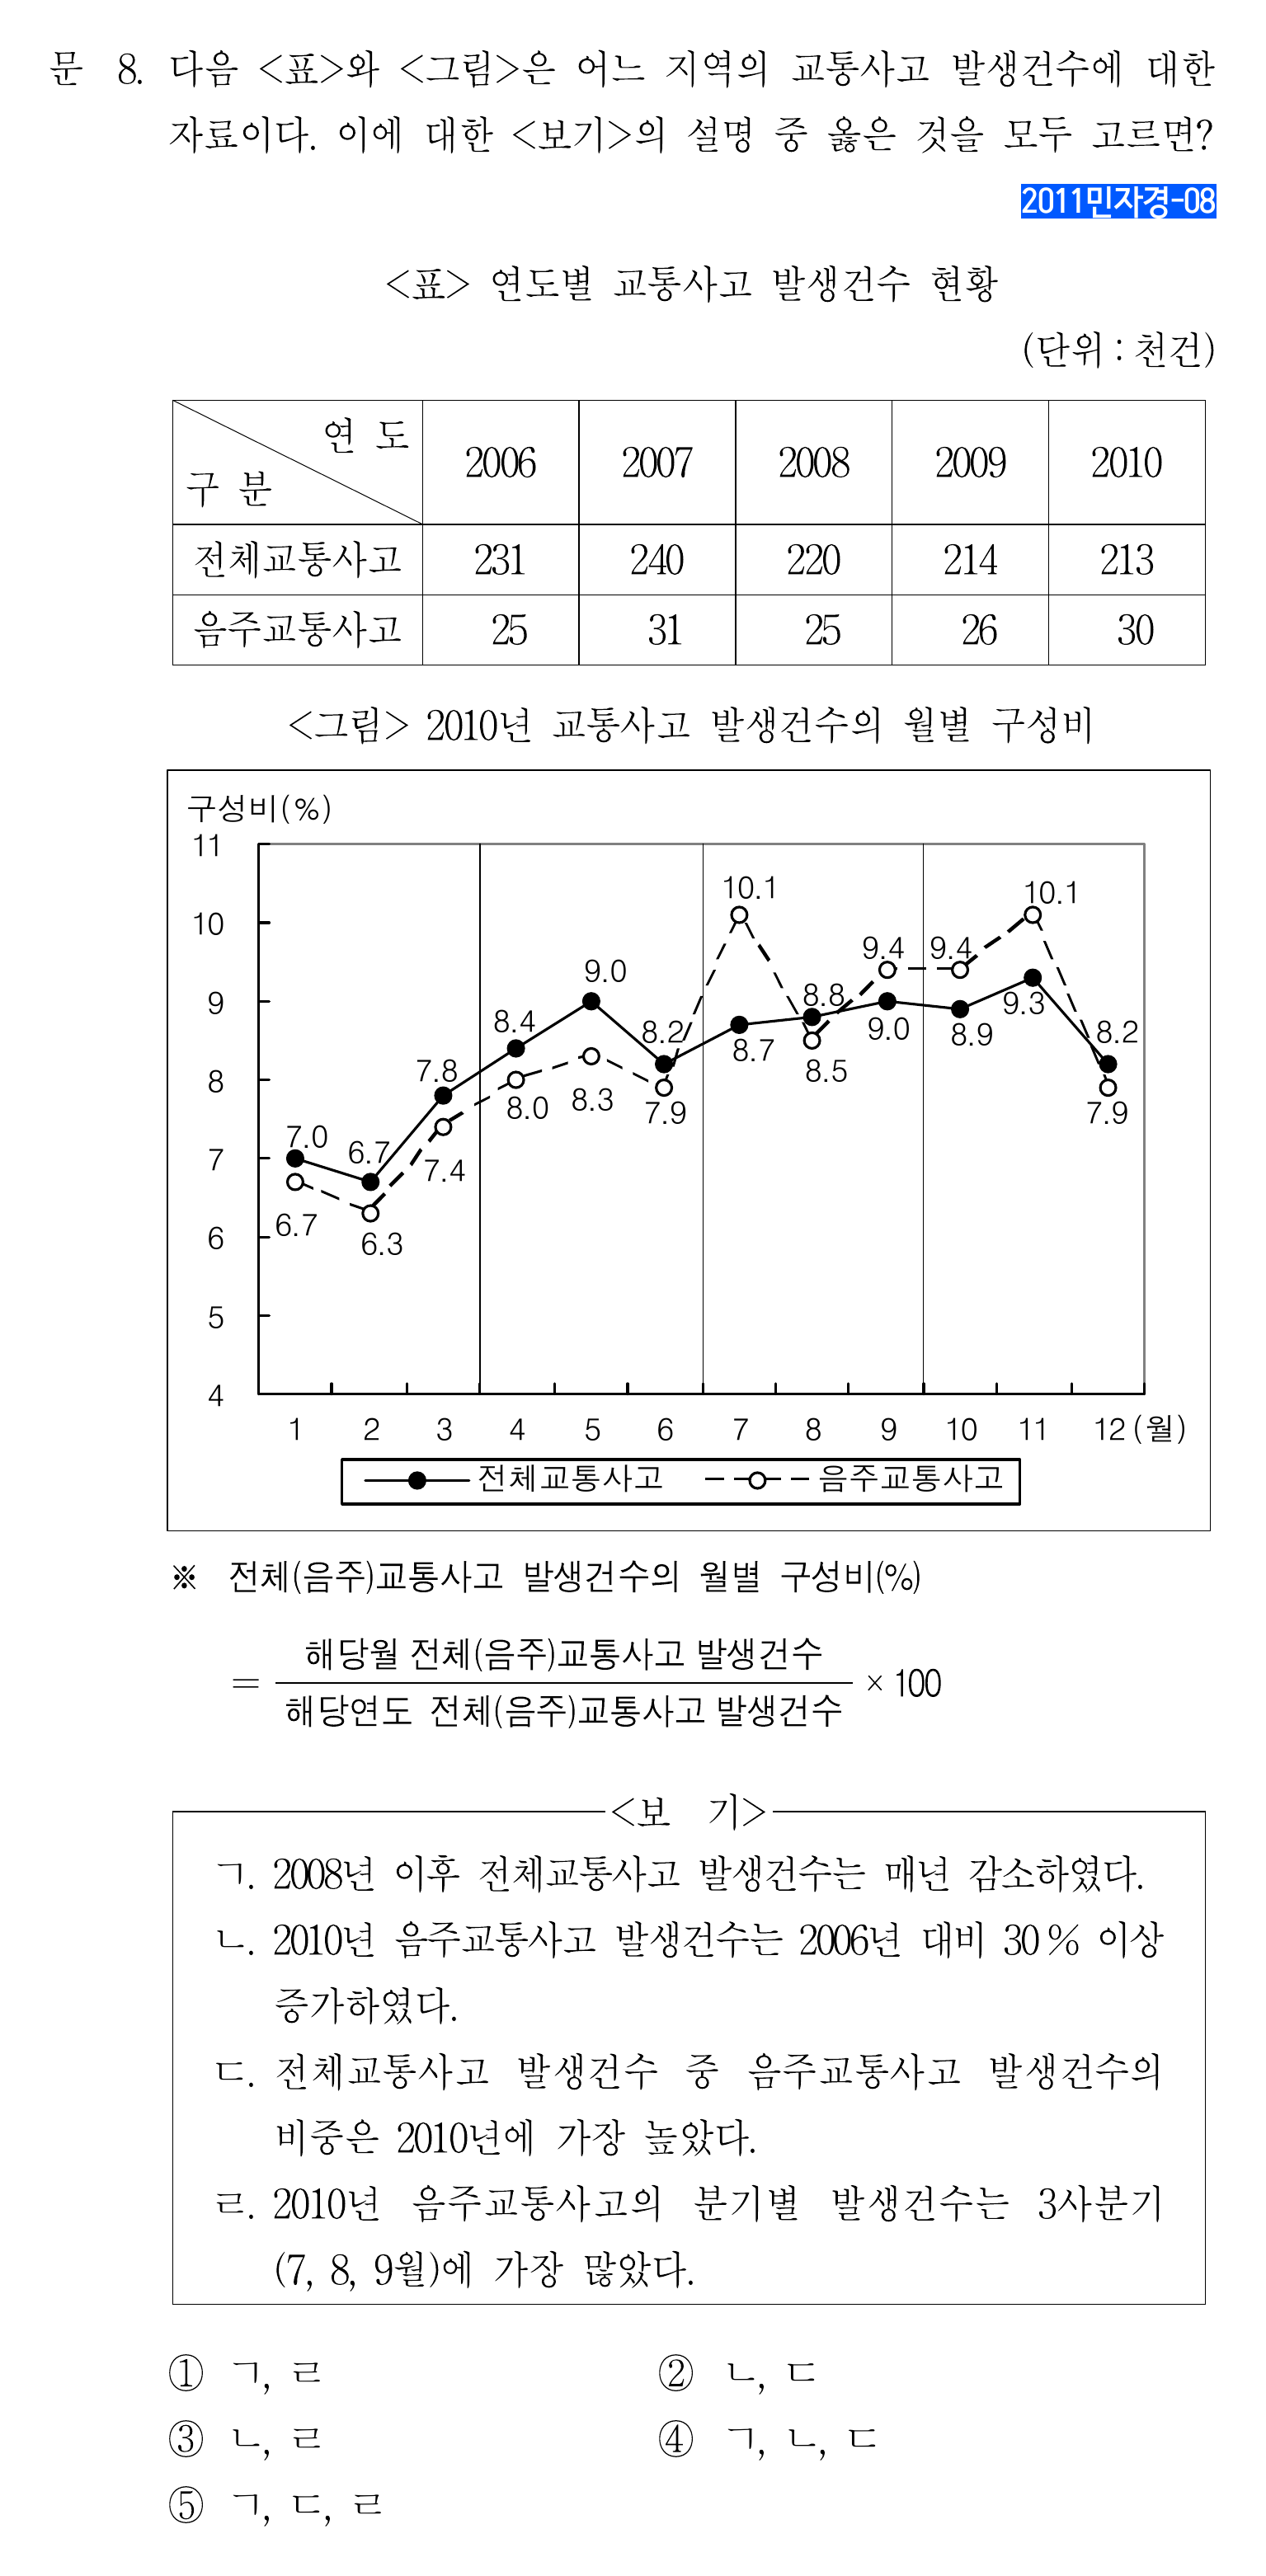 문 8. 다음 <표>와 <그림>은 어느 지역의 교통사고 발생건수에 대한
자료이다. 이에 대한 <보기>의 설명 중 옳은 것을 모두 고르면?
2011민자경-08
<표> 연도별 교통사고 발생건수 현황
(단위 : 천건)
연 도
구 분
2006 2007 2008 2009 2010
전체교통사고 231 240 220 214 213
음주교통사고 25 31 25 26 30
<그림> 2010년 교통사고 발생건수의 월별 구성비
구성비(%)
11
10
9
8
7
6
5
4
7.0 6.7 7.8 8.4 9.0 8.2 8.7 8.8 9.0 8.9 9.3 8.2
6.7 6.3 7.4 8.0 8.3 7.9 10.1 8.5 9.4 9.4 10.1 7.9
1 2 3 4 5 6 7 8 9 10 11 12 (월)
전체교통사고 음주교통사고
※ 전체(음주)교통사고 발생건수의 월별 구성비(%)
= 해당월 전체(음주)교통사고 발생건수
해당연도 전체(음주)교통사고 발생건수 × 100
<보 기>
ㄱ. 2008년 이후 전체교통사고 발생건수는 매년 감소하였다.
ㄴ. 2010년 음주교통사고 발생건수는 2006년 대비 30 % 이상
증가하였다.
ㄷ. 전체교통사고 발생건수 중 음주교통사고 발생건수의
비중은 2010년에 가장 높았다.
ㄹ. 2010년 음주교통사고의 분기별 발생건수는 3사분기
(7, 8, 9월)에 가장 많았다.
① ㄱ, ㄹ ② ㄴ, ㄷ
③ ㄴ, ㄹ ④ ㄱ, ㄴ, ㄷ
⑤ ㄱ, ㄷ, ㄹ